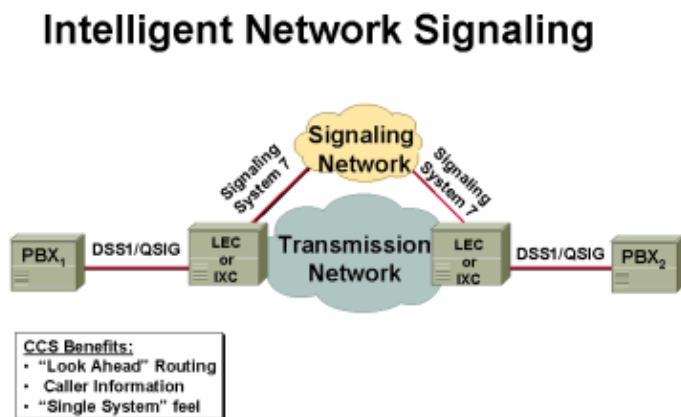 Intelligent Network Signaling
Signaling
Network
Signaling
System 7
Signaling
System 7
PBX1
DSS1/QSIG
LEC
or
IXC
Transmission
Network
LEC
or
IXC
DSS1/QSIG
PBX2
CCS Benefits:
• “Look Ahead” Routing
• Caller Information
• “Single System” feel